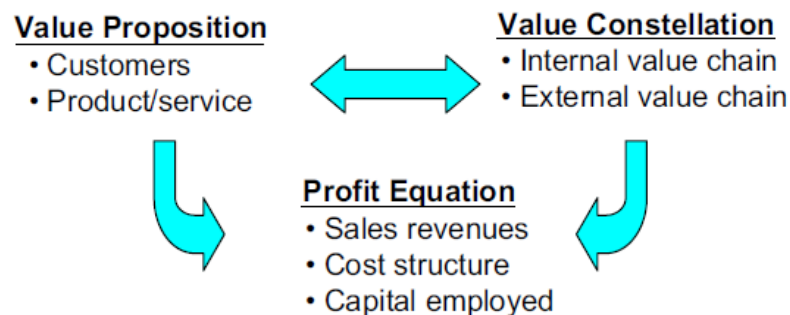 Value Proposition
• Customers
• Product/service
Value Constellation
• Internal value chain
• External value chain
Profit Equation
• Sales revenues
• Cost structure
• Capital employed